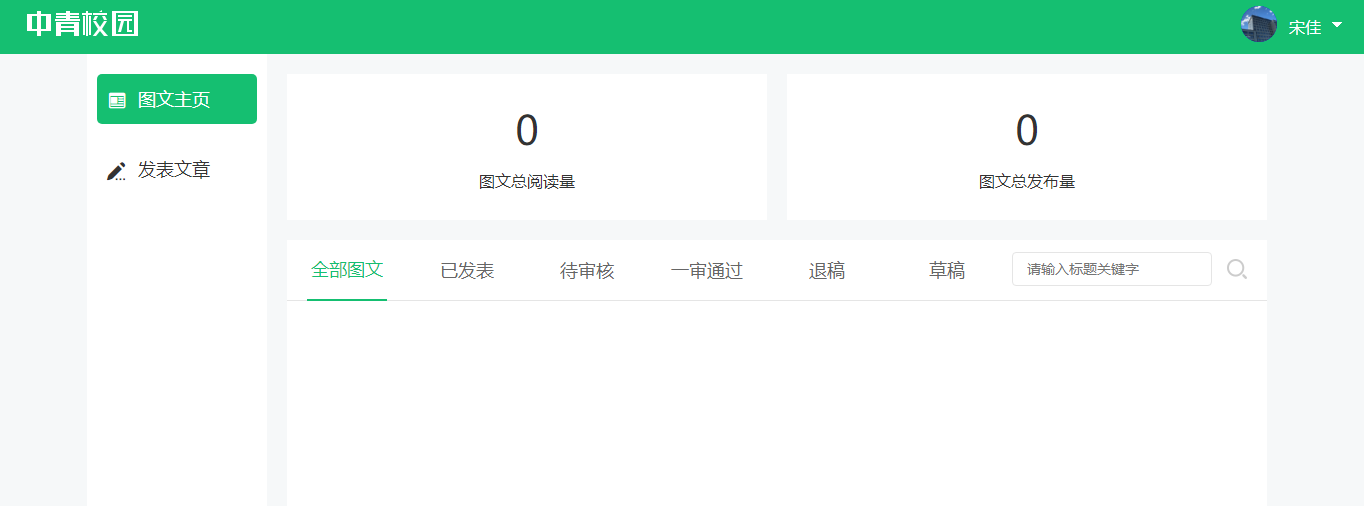 中青校园
宋佳
图文主页
发表文章
0
图文总阅读量
0
图文总发布量
全部图文 已发表 待审核 一审通过 退稿 草稿 请输入标题关键字